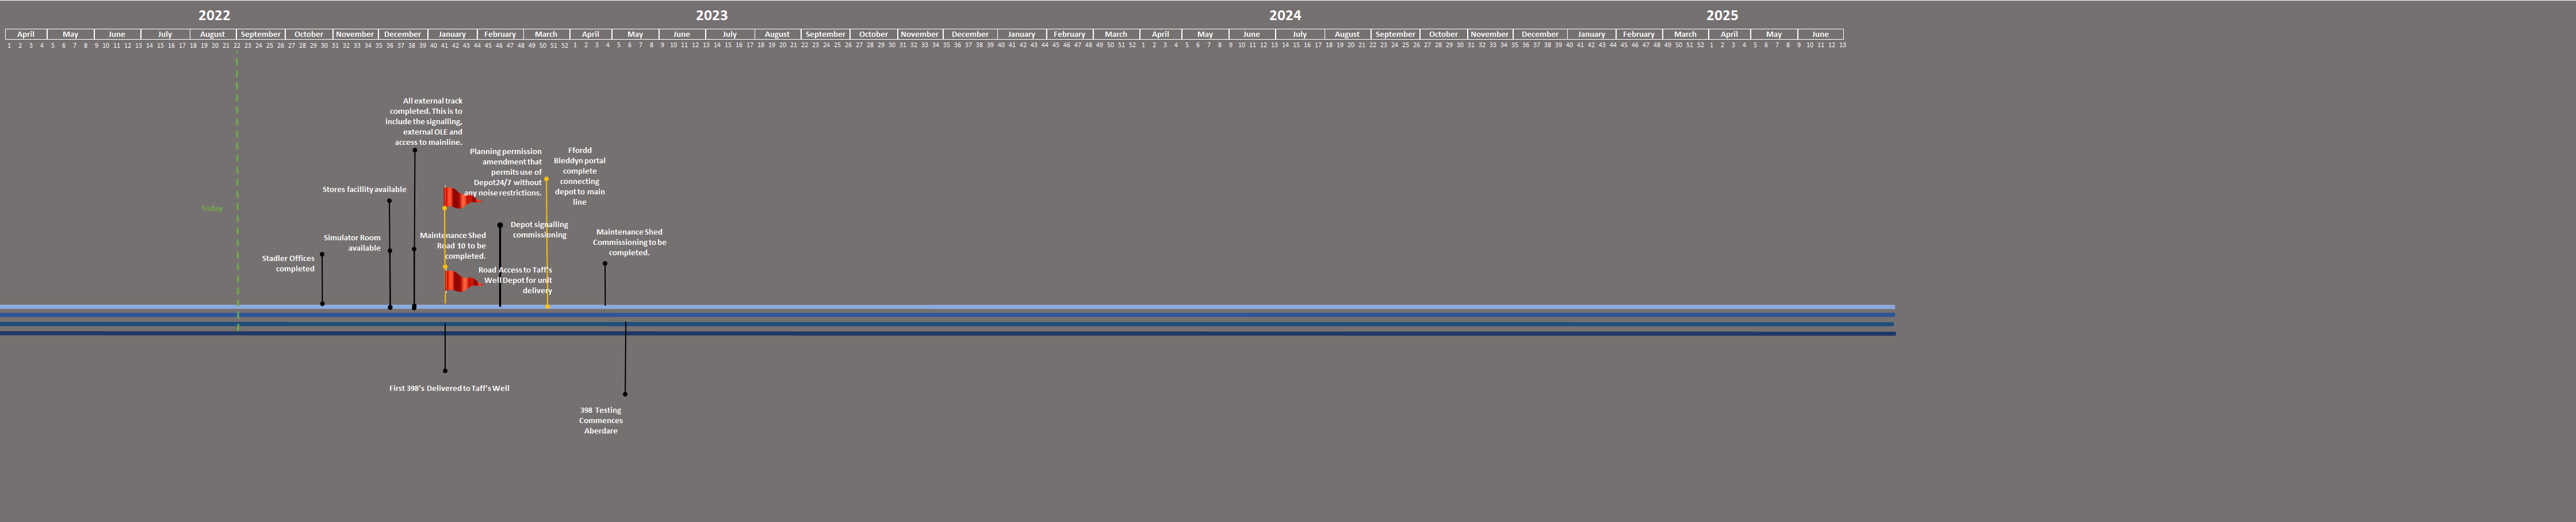 2022 2023 2024 2025
April May June July August September October November December January February March April May June July August September October November December January February March April May June July August September October November December January February March April May June
1 2 3 4 5 6 7 8 9 10 11 12 13 14 15 16 17 18 19 20 21 22 23 24 25 26 27 28 29 30 31 32 33 34 35 36 37 38 39 40 41 42 43 44 45 46 47 48 49 50 51 52 1 2 3 4 5 6 7 8 9 10 11 12 13 14 15 16 17 18 19 20 21 22 23 24 25 26 27 28 29 30 31 32 33 34 35 36 37 38 39 40 41 42 43 44 45 46 47 48 49 50 51 52 1 2 3 4 5 6 7 8 9 10 11 12 13 14 15 16 17 18 19 20 21 22 23 24 25 26 27 28 29 30 31 32 33 34 35 36 37 38 39 40 41 42 43 44 45 46 47 48 49 50 51 52 1 2 3 4 5 6 7 8 9 10 11 12 13
All external track
completed. This is to
include the signalling,
external OLE and
access to mainline.
Planning permission
amendment that
permits use of
Depot24/7 without
any noise restrictions.
Ffordd
Bleddyn portal
complete
connecting
depot to main
line
Stores facillity available
Today
Simulator Room
available
Maintenance Shed
Road 10 to be
completed.
Depot signalling
commissioning
Maintenance Shed
Commissioning to be
completed.
Stadler Offices
completed
Road Access to Taff's
Well Depot for unit
delivery
First 398's Delivered to Taff's Well
398 Testing
Commences
Aberdare